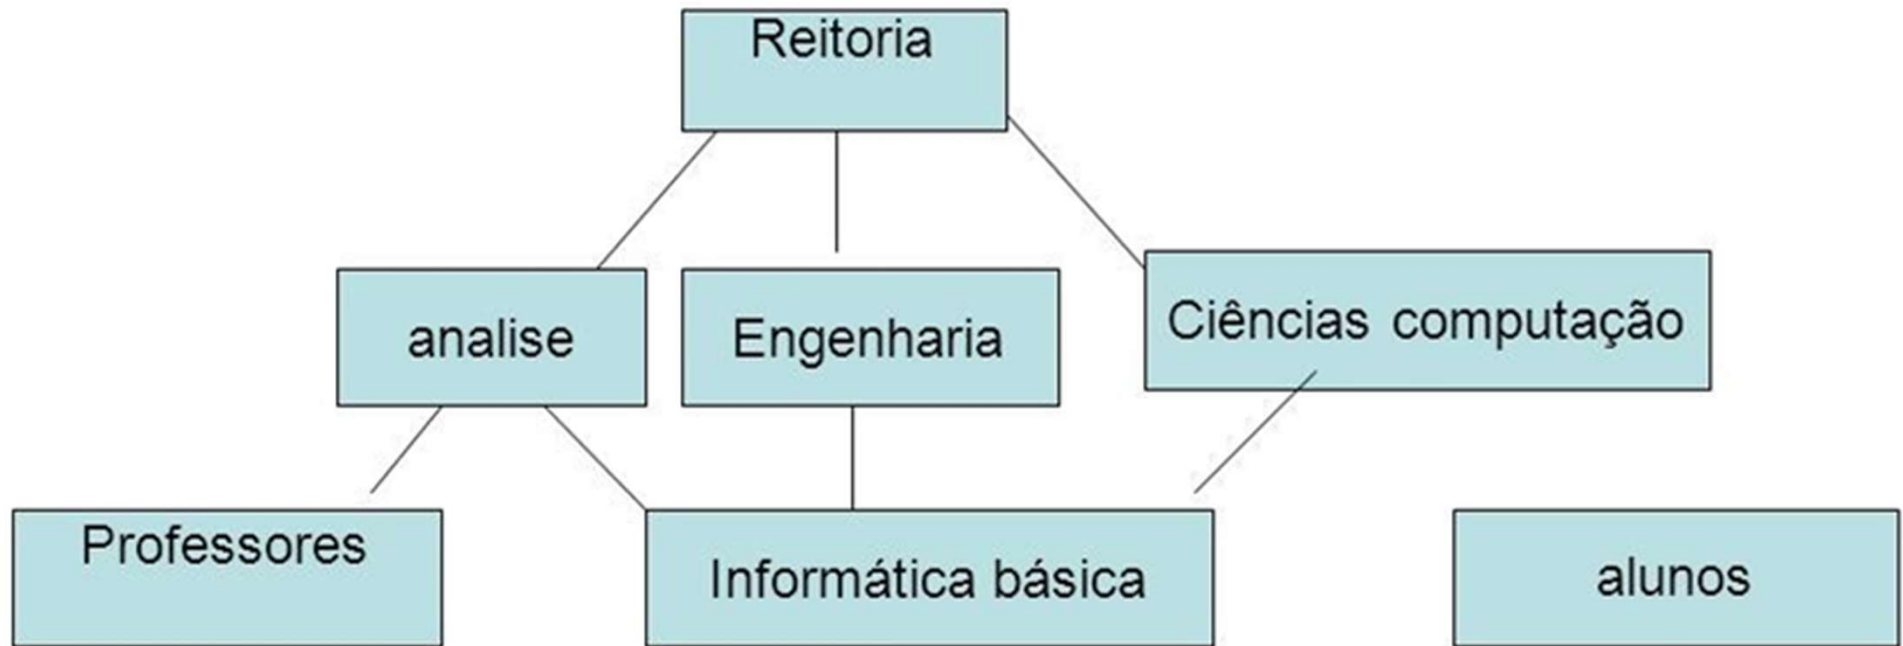 Reitoria
analise
Engenharia
Ciências computação
Professores
Informática básica
alunos